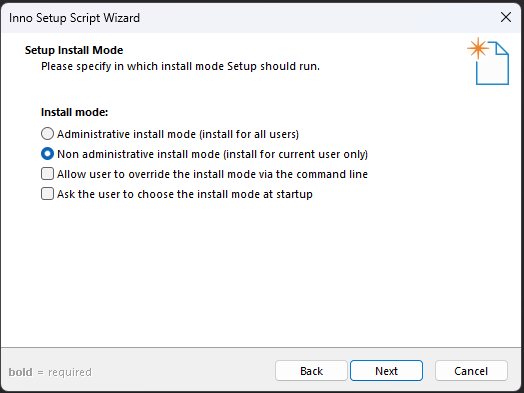 Inno Setup Script Wizard
Setup Install Mode
Please specify in which install mode Setup should run.
Install mode:
Administrative install mode (install for all users)
Non administrative install mode (install for current user only)
Allow user to override the install mode via the command line
Ask the user to choose the install mode at startup
bold = required
Back
Next
Cancel